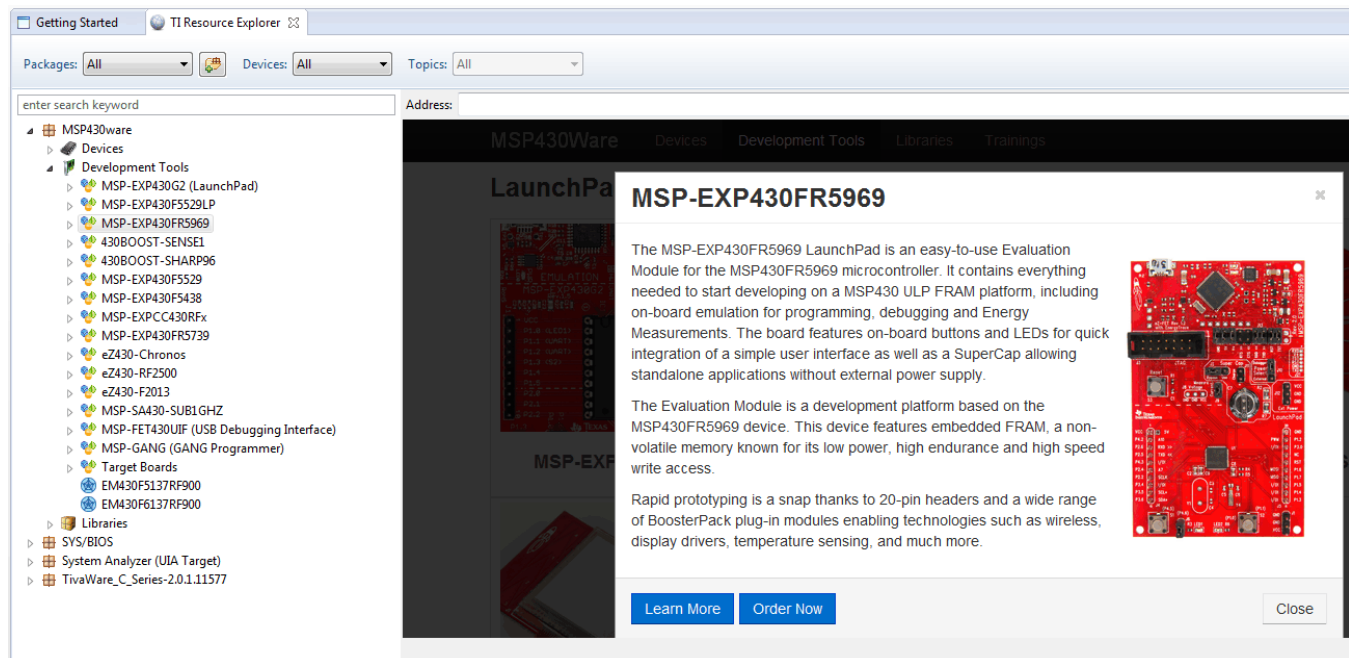 Getting Started
TI Resource Explorer
Packages: All Devices: All Topics: All
enter search keyword
Address:
MSP430ware
Devices
Development Tools
MSP-EXP430G2 (LaunchPad)
MSP-EXP430F5529LP
MSP-EXP430FR5969
430BOOST-SENSE1
430BOOST-SHARP96
MSP-EXP430F5529
MSP-EXP430F5438
MSP-EXPCC430RFx
MSP-EXP430FR5739
eZ430-Chronos
eZ430-RF2500
eZ430-F2013
MSP-SA430-SUB1GHZ
MSP-FET430UIF (USB Debugging Interface)
MSP-GANG (GANG Programmer)
Target Boards
EM430F5137RF900
EM430F6137RF900
Libraries
SYS/BIOS
System Analyzer (UIA Target)
TivaWare_C_Series-2.0.1.11577
MSP430Ware Devices Development Tools Libraries Trainings
LaunchPa
EMULATION
MSP-EXP
MSP-EXP430FR5969
The MSP-EXP430FR5969 LaunchPad is an easy-to-use Evaluation
Module for the MSP430FR5969 microcontroller. It contains everything
needed to start developing on a MSP430 ULP FRAM platform, including
on-board emulation for programming, debugging and Energy
Measurements. The board features on-board buttons and LEDs for quick
integration of a simple user interface as well as a SuperCap allowing
standalone applications without external power supply.
The Evaluation Module is a development platform based on the
MSP430FR5969 device. This device features embedded FRAM, a non-
volatile memory known for its low power, high endurance and high speed
write access.
Rapid prototyping is a snap thanks to 20-pin headers and a wide range
of BoosterPack plug-in modules enabling technologies such as wireless,
display drivers, temperature sensing, and much more.
Learn More
Order Now
Close